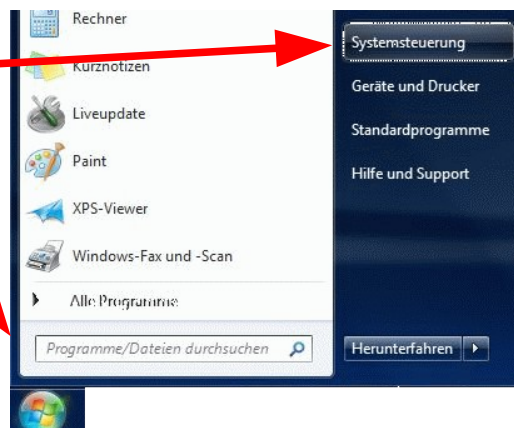 Rechner
Kurznotizen
Liveupdate
Paint
XPS-Viewer
Windows-Fax und -Scan
Alle Programme
Programme/Dateien durchsuchen
Systemsteuerung
Geräte und Drucker
Standardprogramme
Hilfe und Support
Herunterfahren